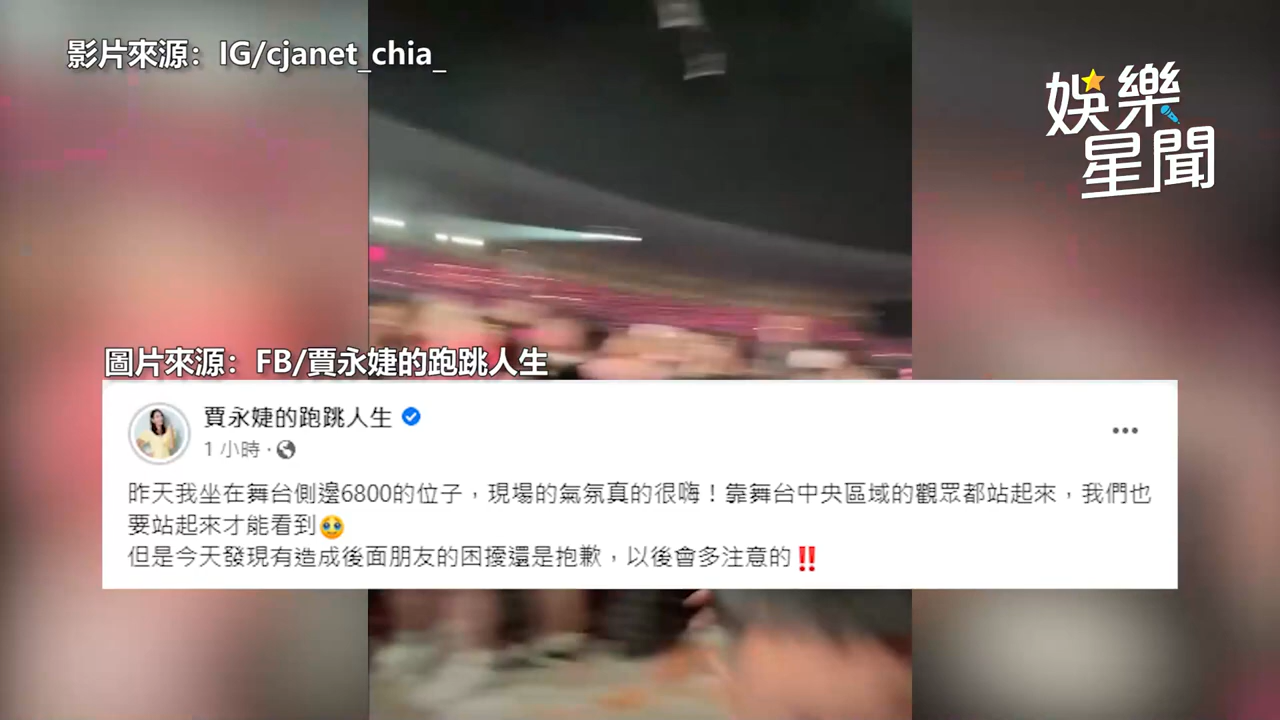 影片來源：IG/cjanet_chia_
娛樂
星聞
圖片來源：FB/賈永婕的跑跳人生
賈永婕的跑跳人生
1 小時 ·
昨天我坐在舞台側邊6800的位子，現場的氣氛真的很嗨！靠舞台中央區域的觀眾都站起來，我們也
要站起來才能看到🥹
但是今天發現有造成後面朋友的困擾還是抱歉，以後會多注意的‼️